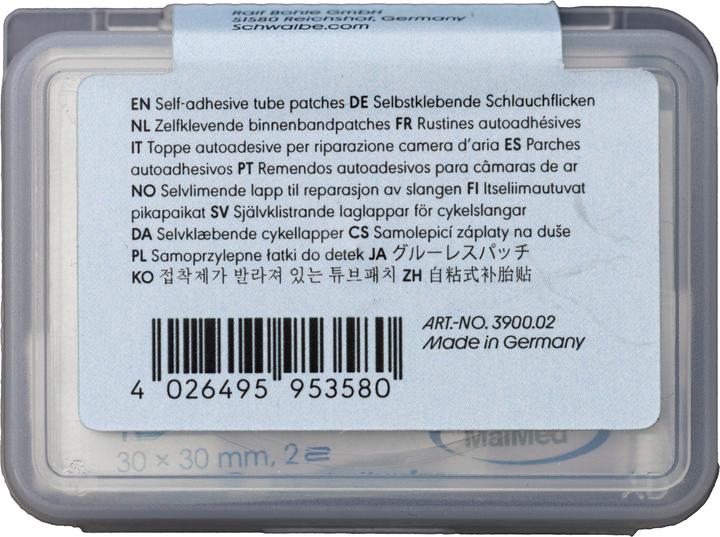 Ralf Bohle GmbH
51580 Reichshof, Germany
schwalbe.com
EN Self-adhesive tube patches DE Selbstklebende Schlauchflicken
NL Zelfklevende binnenbandpatches FR Rustines autoadhésives
IT Toppe autoadesive per riparazione camera d'aria ES Parches
autoadhesivos PT Remendos autoadesivos para câmaras de ar
NO Selvlimende lapp til reparasjon av slangen FI Itseliimautuvat
pikapaikat SV Självklistrande laglappar för cykelslangar
DA Selvklæbende cykellapper CS Samolepicí záplaty na duše
PL Samoprzylepne łatki do detek JA グルーレスパッチ
KO 접착제가 발라져 있는 튜브패치 ZH 自粘式补胎贴
ART.-NO. 3900.02
Made in Germany
4 026495 953580
MaiMed
30 × 30 mm, 2